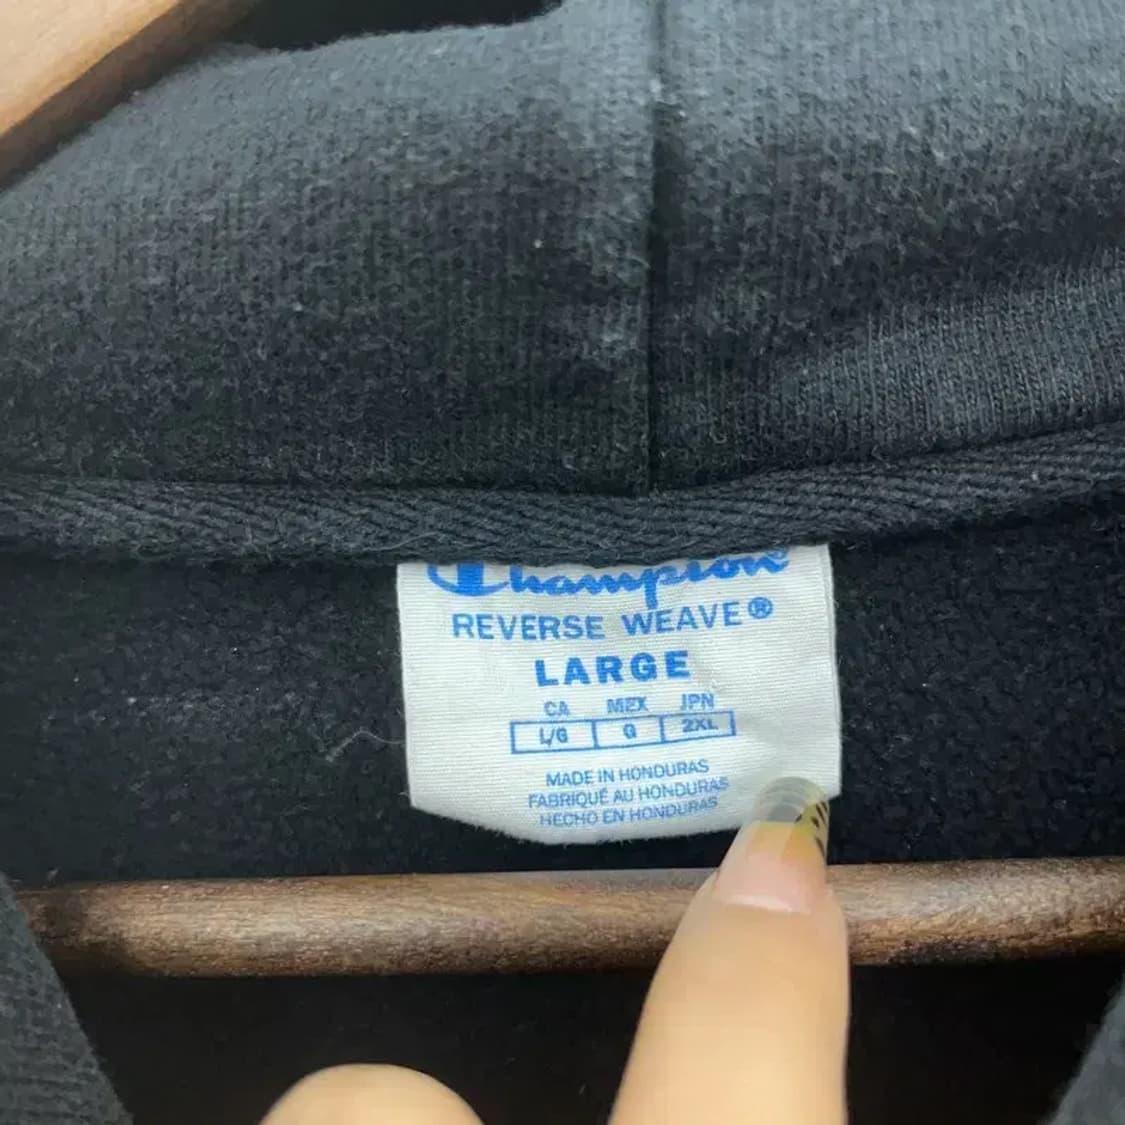 Champion
REVERSE WEAVE®
LARGE
CA MEX JPN
L/G G 2XL
MADE IN HONDURAS
FABRIQUÉ AU HONDURAS
HECHO EN HONDURAS